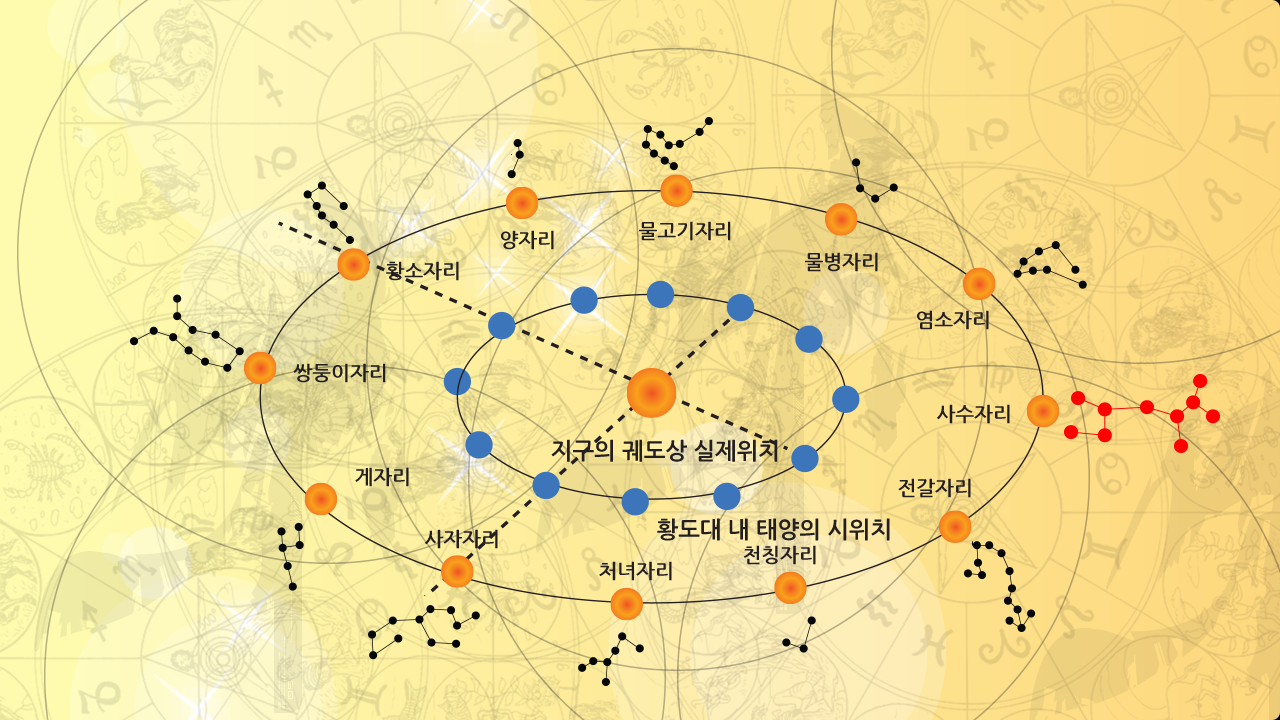 양자리
물고기자리
물병자리
황소자리
염소자리
쌍둥이자리
사수자리
지구의 궤도상 실제위치
게자리
전갈자리
황도대 내 태양의 시위치
사자자리
천칭자리
처녀자리